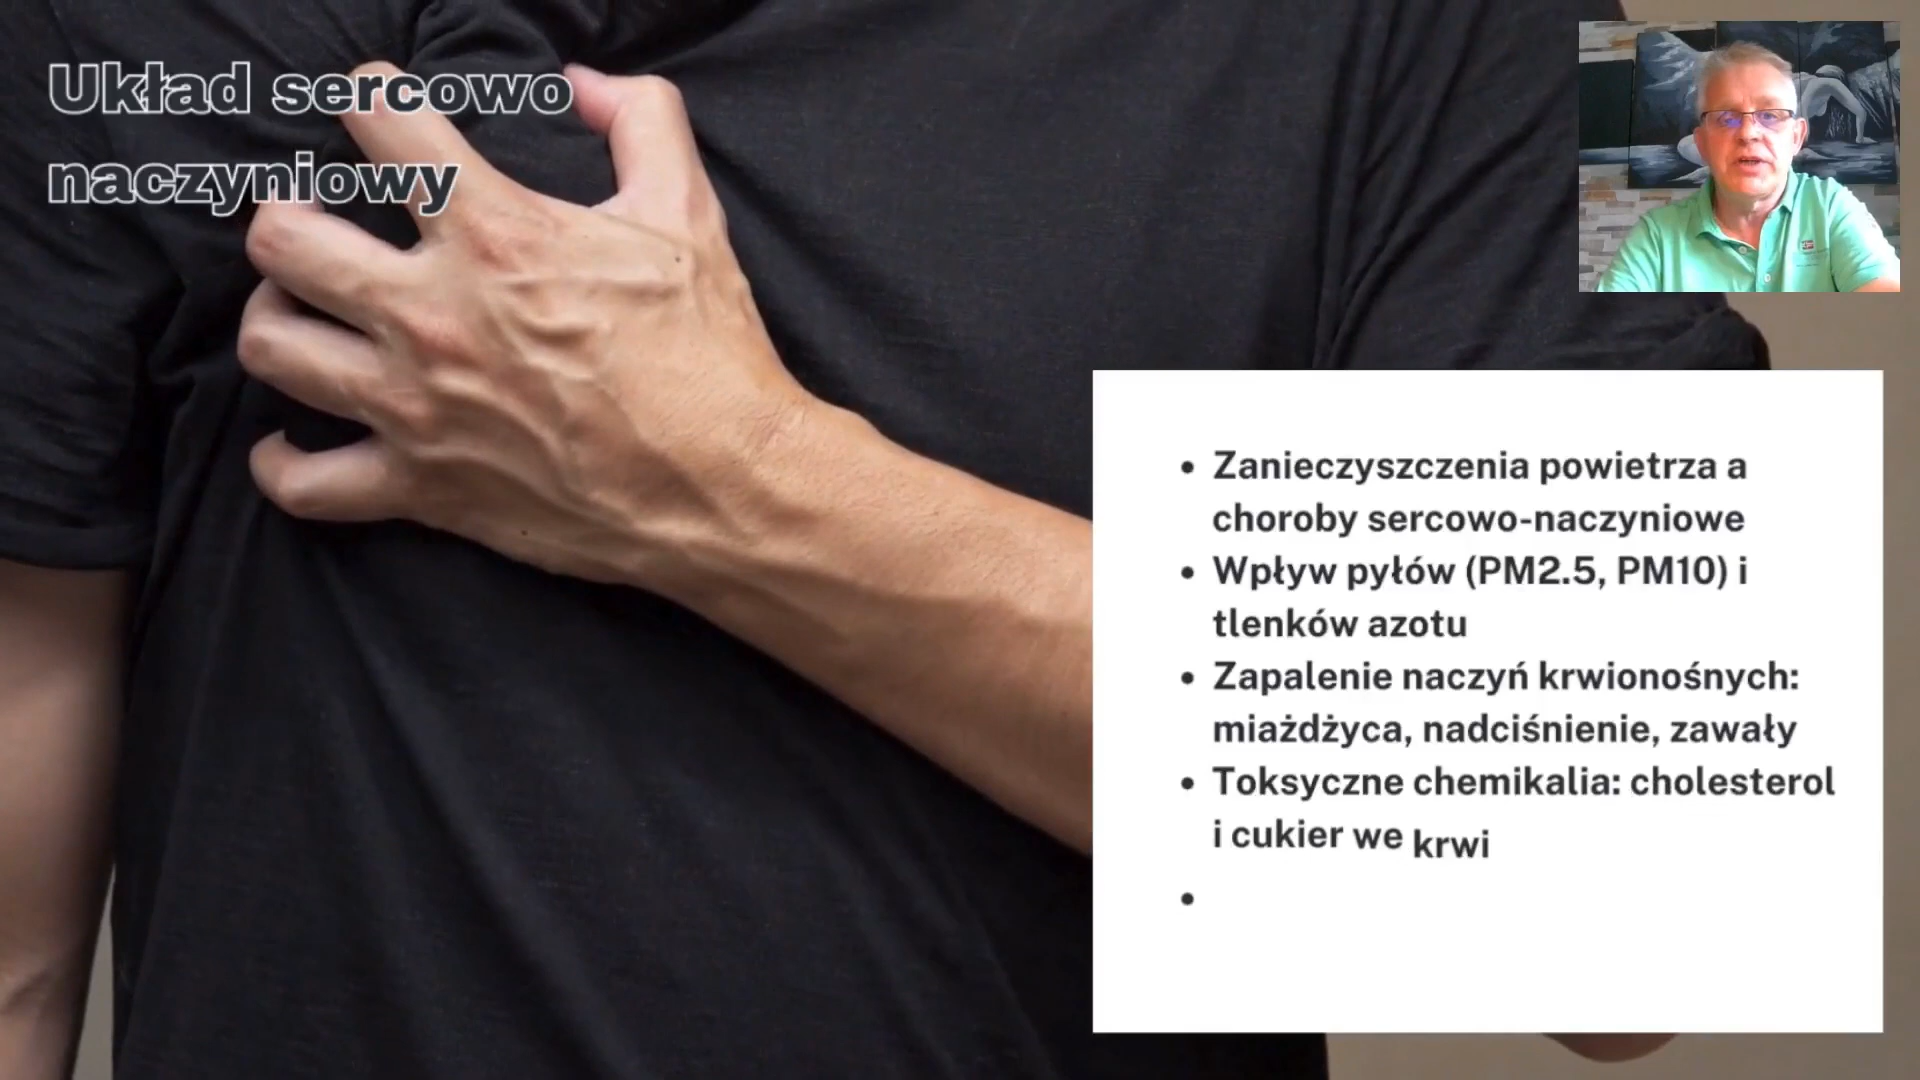 Układ sercowo
naczyniowy
• Zanieczyszczenia powietrza a
choroby sercowo-naczyniowe
• Wpływ pyłów (PM2.5, PM10) i
tlenków azotu
• Zapalenie naczyń krwionośnych:
miażdżyca, nadciśnienie, zawały
• Toksyczne chemikalia: cholesterol
i cukier we krwi
•